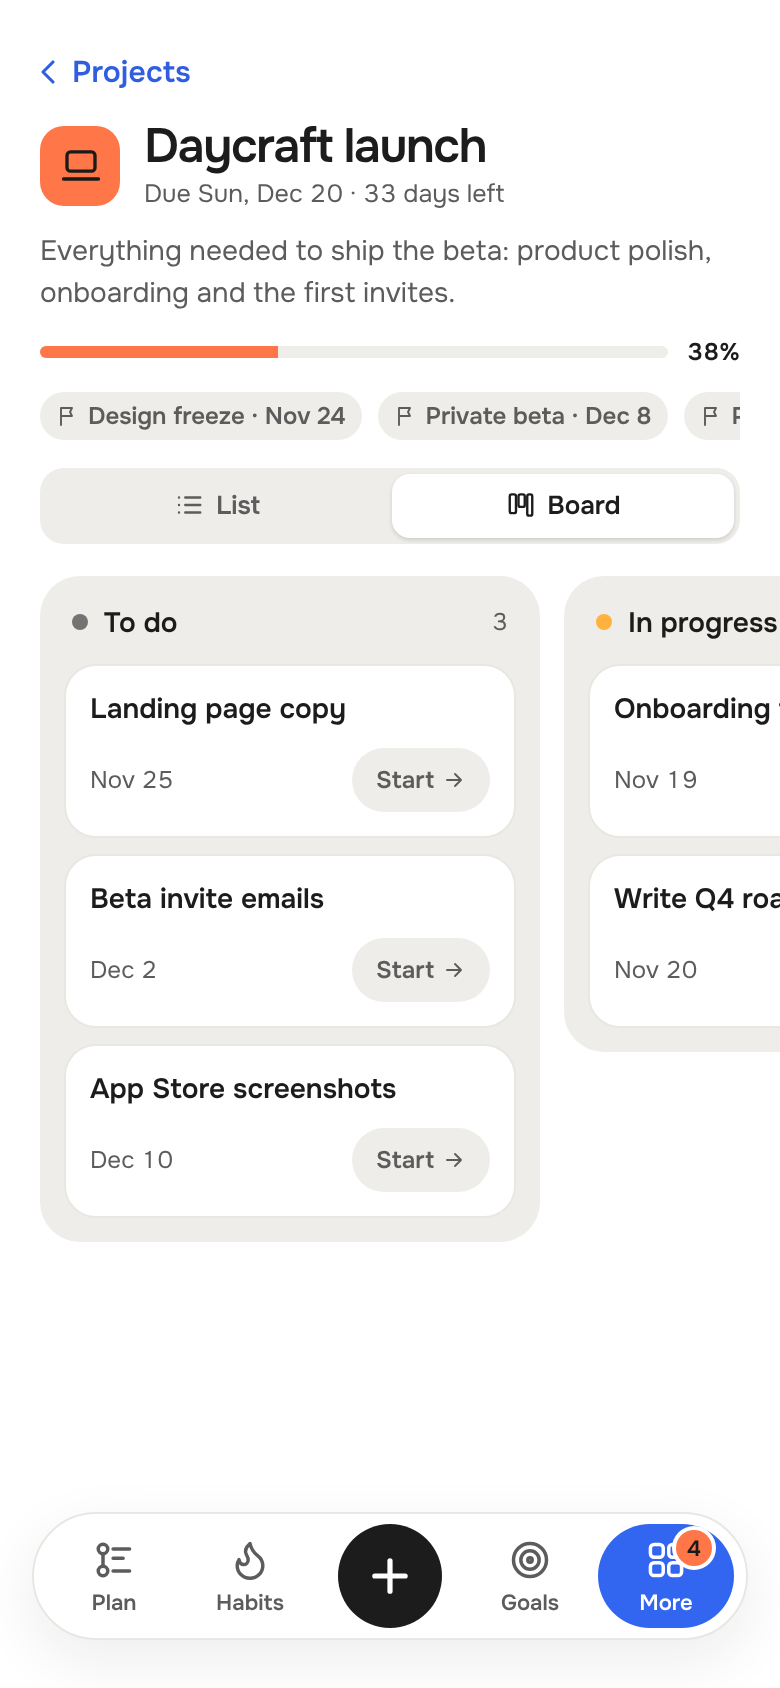 Projects
Daycraft launch
Due Sun, Dec 20 · 33 days left
Everything needed to ship the beta: product polish,
onboarding and the first invites.
38%
Design freeze · Nov 24
Private beta · Dec 8
List
Board
To do
3
Landing page copy
Nov 25
Start →
Beta invite emails
Dec 2
Start →
App Store screenshots
Dec 10
Start →
In progress
Onboarding
Nov 19
Write Q4
Nov 20
Plan
Habits
Goals
More
4